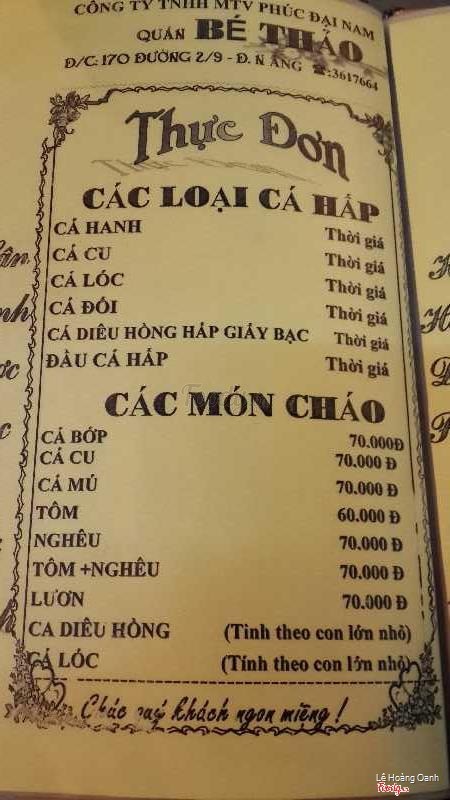 CÔNG TY TNHH MTV PHÚC ĐẠI NAM
QUÁN BÉ THẢO
Đ/C: 170 ĐƯỜNG 2/9 - Đ. N ẴNG ☎:3617664
Thực Đơn
CÁC LOẠI CÁ HẤP
CÁ HANH Thời giá
CÁ CU Thời giá
CÁ LÓC Thời giá
CÁ ĐỐI Thời giá
CÁ DIÊU HỒNG HẤP GIẤY BẠC Thời giá
ĐẦU CÁ HẤP Thời giá
CÁC MÓN CHÁO
CÁ BỚP 70.000Đ
CÁ CU 70.000 Đ
CÁ MÚ 70.000 Đ
TÔM 60.000 Đ
NGHÊU 70.000 Đ
TÔM +NGHÊU 70.000 Đ
LƯƠN 70.000 Đ
CA DIÊU HỒNG (Tinh theo con lớn nhỏ)
CÁ LÓC (Tính theo con lớn nhỏ)
Chúc quý khách ngon miệng !
Lê Hoàng Oanh
Foody.vn